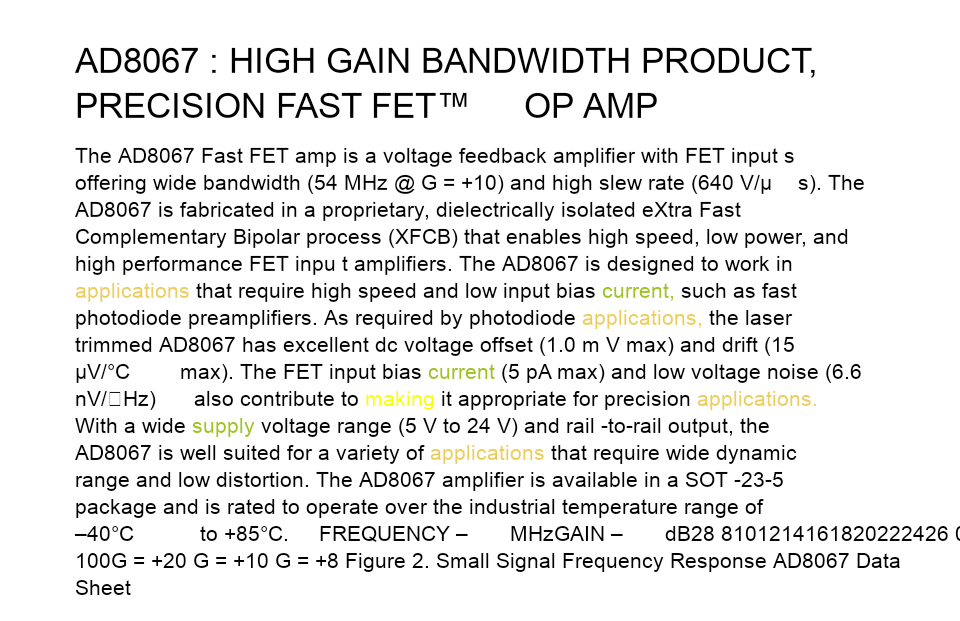 AD8067 : HIGH GAIN BANDWIDTH PRODUCT,
PRECISION FAST FET™ OP AMP
The AD8067 Fast FET amp is a voltage feedback amplifier with FET input s
offering wide bandwidth (54 MHz @ G = +10) and high slew rate (640 V/μ s). The
AD8067 is fabricated in a proprietary, dielectrically isolated eXtra Fast
Complementary Bipolar process (XFCB) that enables high speed, low power, and
high performance FET inpu t amplifiers. The AD8067 is designed to work in
applications that require high speed and low input bias current, such as fast
photodiode preamplifiers. As required by photodiode applications, the laser
trimmed AD8067 has excellent dc voltage offset (1.0 m V max) and drift (15
μV/°C max). The FET input bias current (5 pA max) and low voltage noise (6.6
nV/□Hz) also contribute to making it appropriate for precision applications.
With a wide supply voltage range (5 V to 24 V) and rail -to-rail output, the
AD8067 is well suited for a variety of applications that require wide dynamic
range and low distortion. The AD8067 amplifier is available in a SOT -23-5
package and is rated to operate over the industrial temperature range of
–40°C to +85°C. FREQUENCY – MHzGAIN – dB28 8101214161820222426
100G = +20 G = +10 G = +8 Figure 2. Small Signal Frequency Response AD8067 Data
Sheet